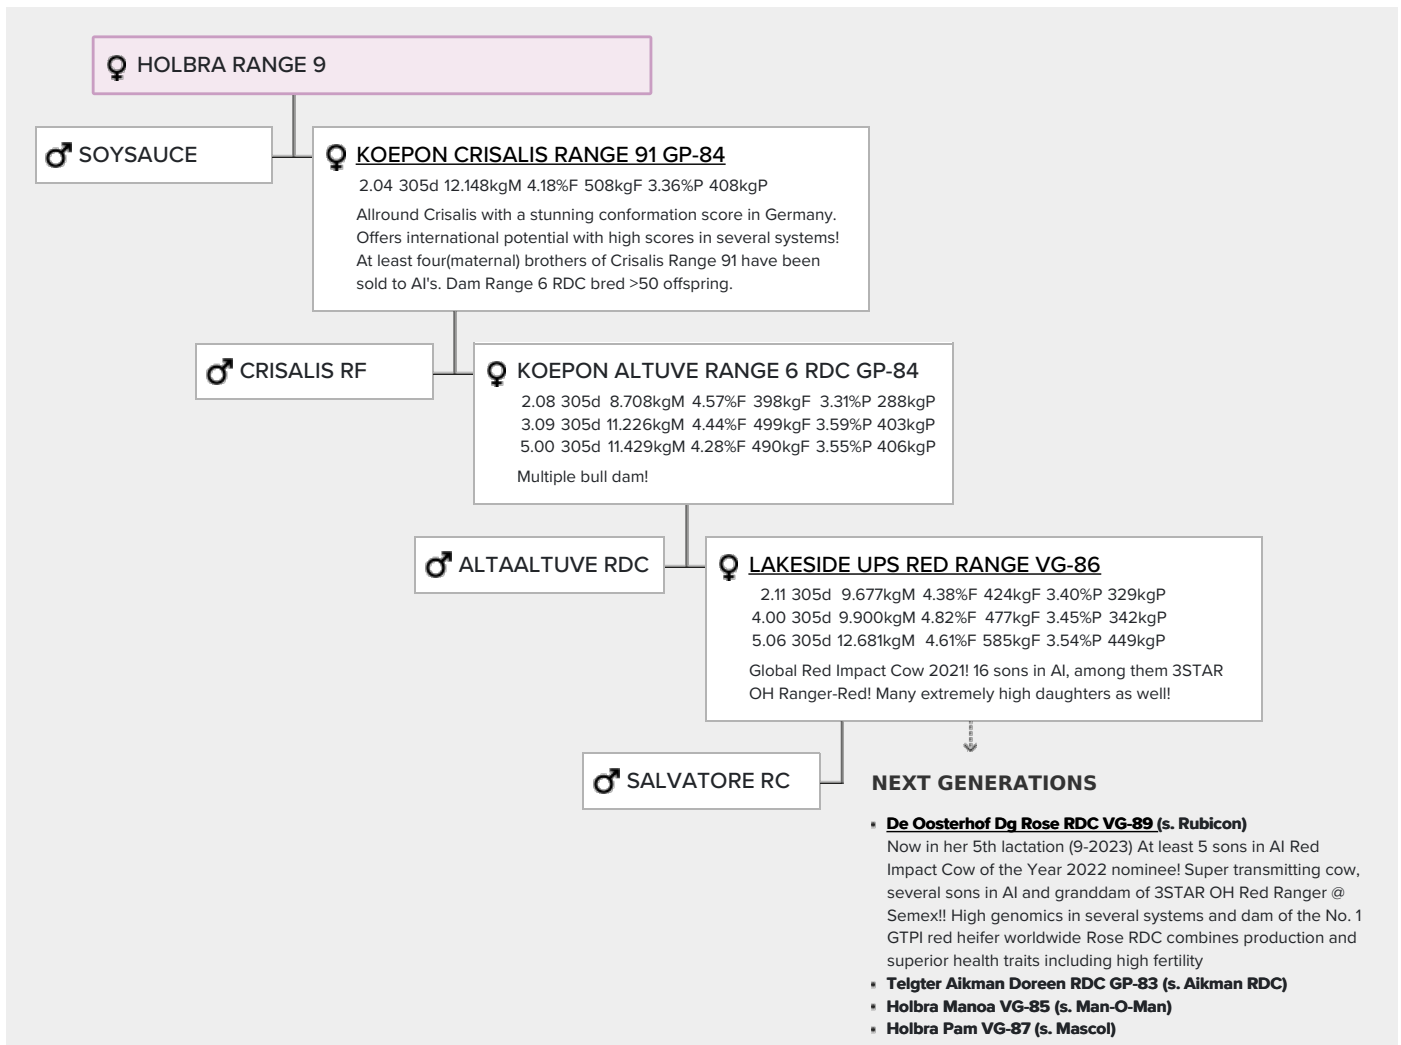 HOLBRA RANGE 9
SOYSAUCE
KOEPON CRISALIS RANGE 91 GP-84
2.04 305d 12.148kgM 4.18%F 508kgF 3.36%P 408kgP
Allround Crisalis with a stunning conformation score in Germany.
Offers international potential with high scores in several systems!
At least four(maternal) brothers of Crisalis Range 91 have been
sold to AI's. Dam Range 6 RDC bred >50 offspring.
CRISALIS RF
KOEPON ALTUVE RANGE 6 RDC GP-84
2.08 305d 8.708kgM 4.57%F 398kgF 3.31%P 288kgP
3.09 305d 11.226kgM 4.44%F 499kgF 3.59%P 403kgP
5.00 305d 11.429kgM 4.28%F 490kgF 3.55%P 406kgP
Multiple bull dam!
ALTAALTUVE RDC
LAKESIDE UPS RED RANGE VG-86
2.11 305d 9.677kgM 4.38%F 424kgF 3.40%P 329kgP
4.00 305d 9.900kgM 4.82%F 477kgF 3.45%P 342kgP
5.06 305d 12.681kgM 4.61%F 585kgF 3.54%P 449kgP
Global Red Impact Cow 2021! 16 sons in AI, among them 3STAR
OH Ranger-Red! Many extremely high daughters as well!
SALVATORE RC
NEXT GENERATIONS
De Oosterhof Dg Rose RDC VG-89 (s. Rubicon)
Now in her 5th lactation (9-2023) At least 5 sons in AI Red
Impact Cow of the Year 2022 nominee! Super transmitting cow,
several sons in AI and granddam of 3STAR OH Red Ranger @
Semex!! High genomics in several systems and dam of the No. 1
GTPI red heifer worldwide Rose RDC combines production and
superior health traits including high fertility
Telgter Aikman Doreen RDC GP-83 (s. Aikman RDC)
Holbra Manoa VG-85 (s. Man-O-Man)
Holbra Pam VG-87 (s. Mascol)